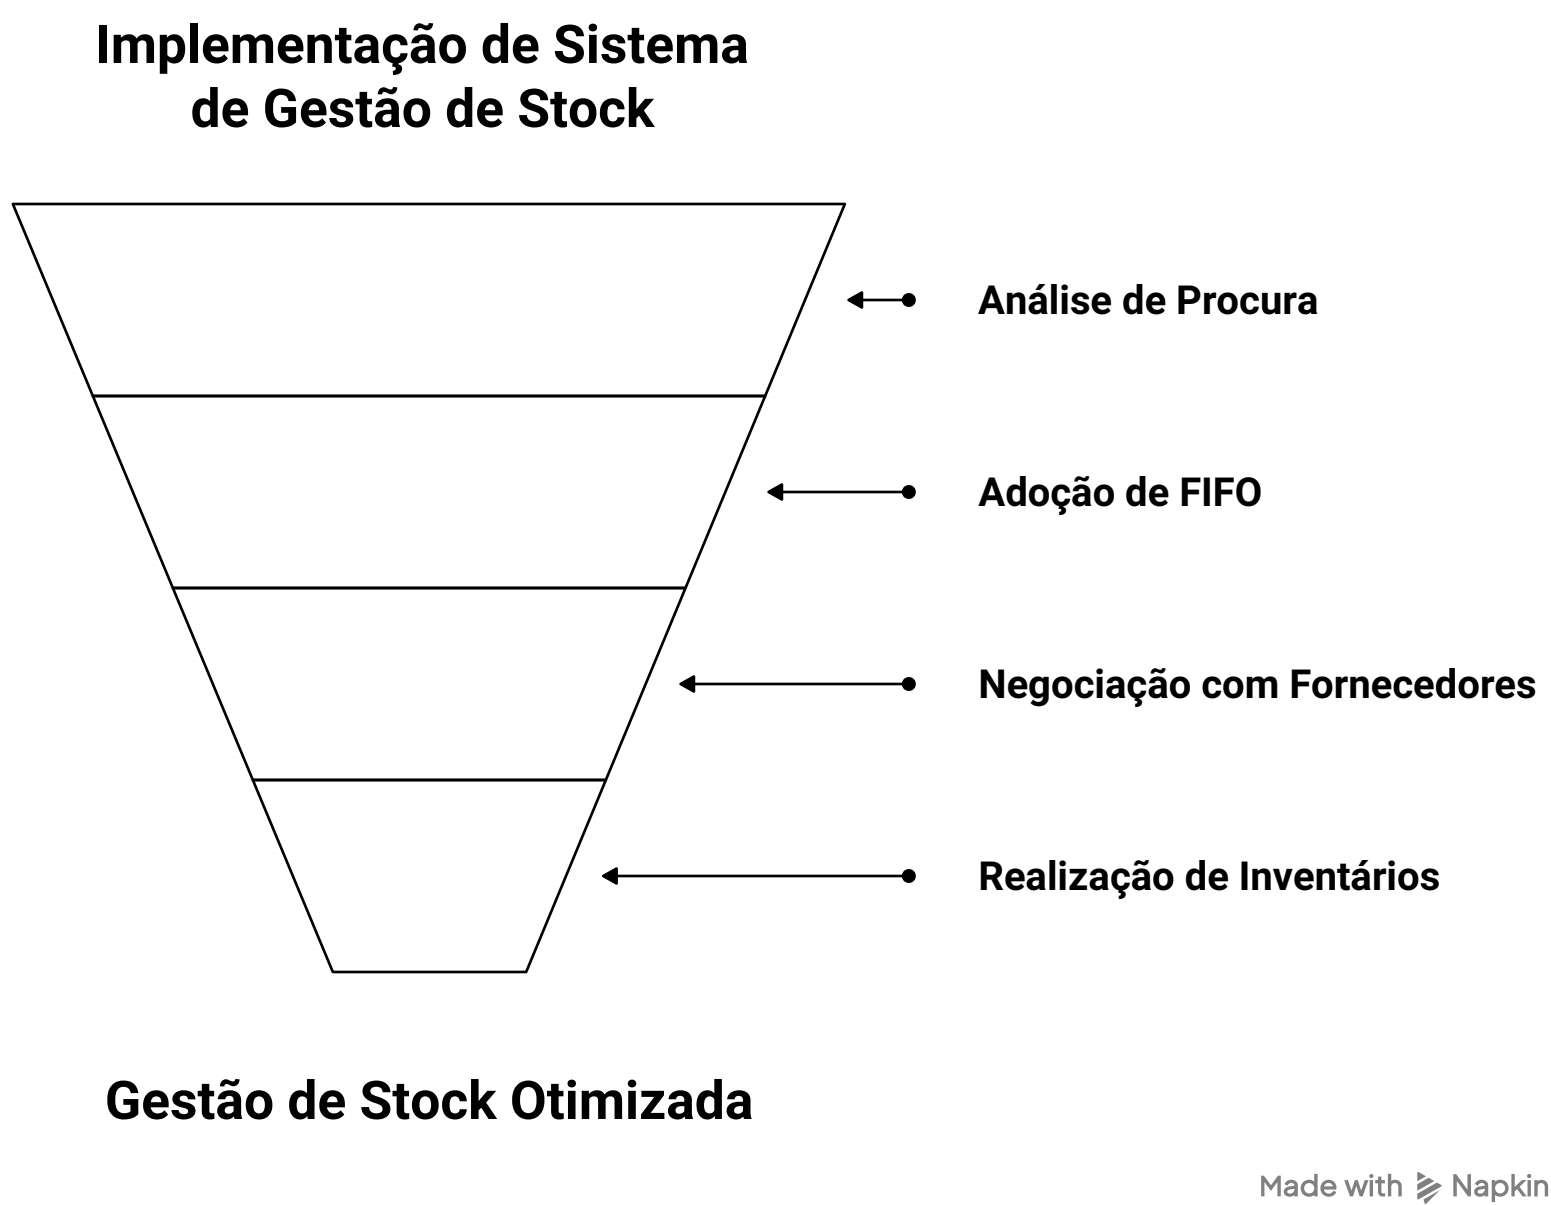 Implementação de Sistema
de Gestão de Stock
Análise de Procura
Adoção de FIFO
Negociação com Fornecedores
Realização de Inventários
Gestão de Stock Otimizada
Made with Napkin